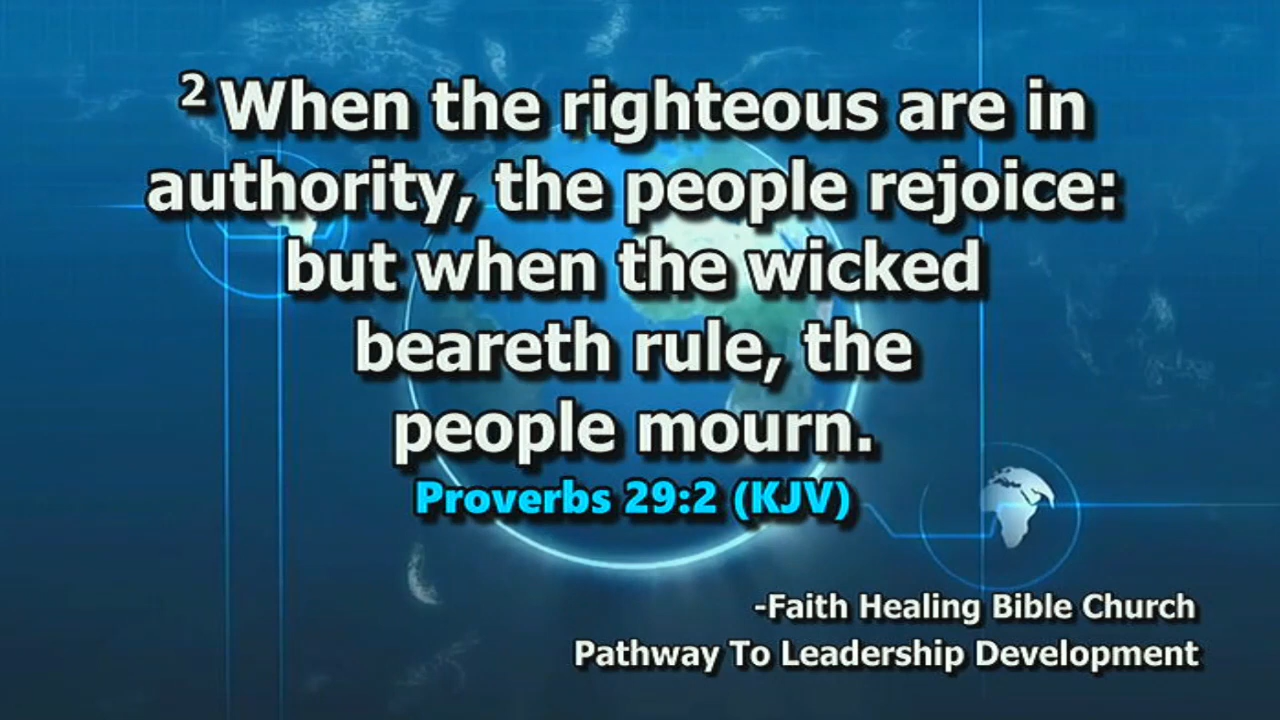 2 When the righteous are in
authority, the people rejoice:
but when the wicked
beareth rule, the
people mourn.
Proverbs 29:2 (KJV)
-Faith Healing Bible Church
Pathway To Leadership Development